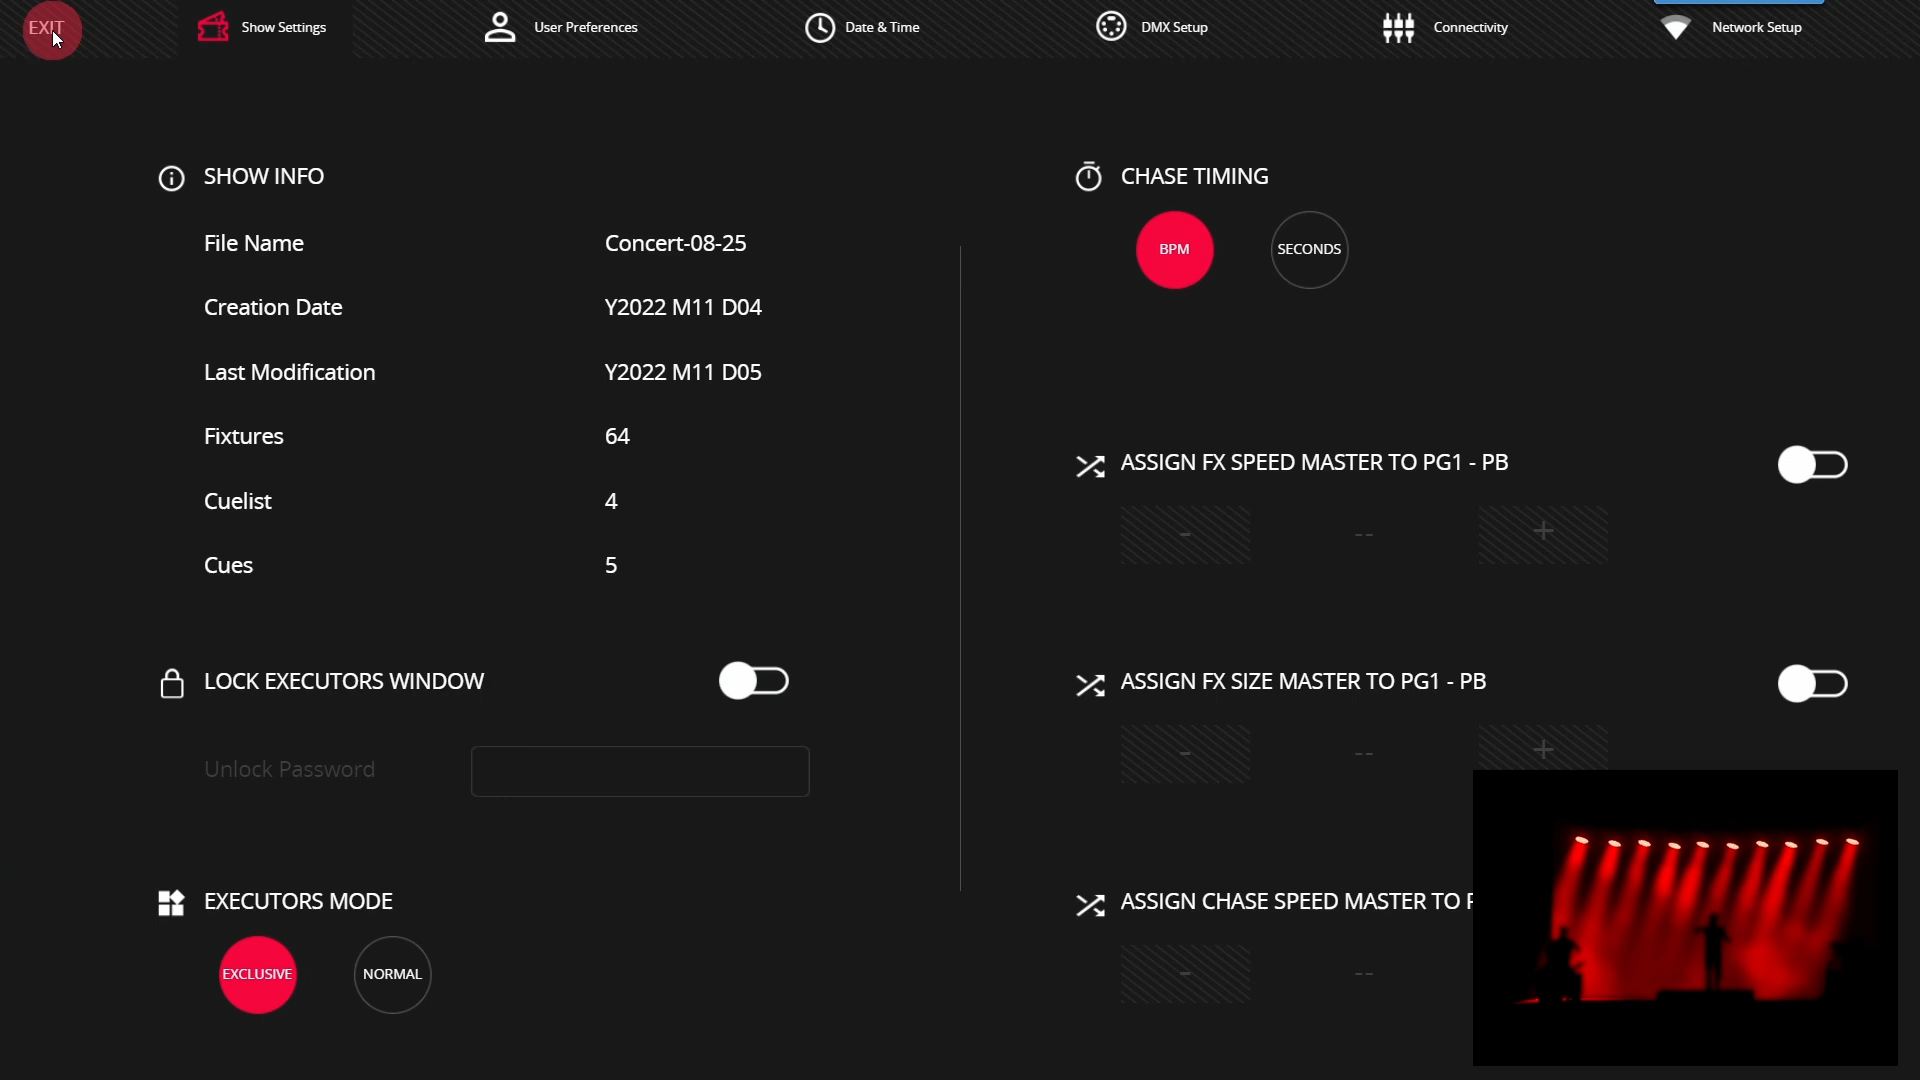 EXIT
Show Settings
User Preferences
Date & Time
DMX Setup
Connectivity
Network Setup
SHOW INFO
File Name Concert-08-25
Creation Date Y2022 M11 D04
Last Modification Y2022 M11 D05
Fixtures 64
Cuelist 4
Cues 5
LOCK EXECUTORS WINDOW
Unlock Password
EXECUTORS MODE
EXCLUSIVE NORMAL
CHASE TIMING
BPM SECONDS
ASSIGN FX SPEED MASTER TO PG1 - PB
- -- +
ASSIGN FX SIZE MASTER TO PG1 - PB
- -- +
ASSIGN CHASE SPEED MASTER TO
- --